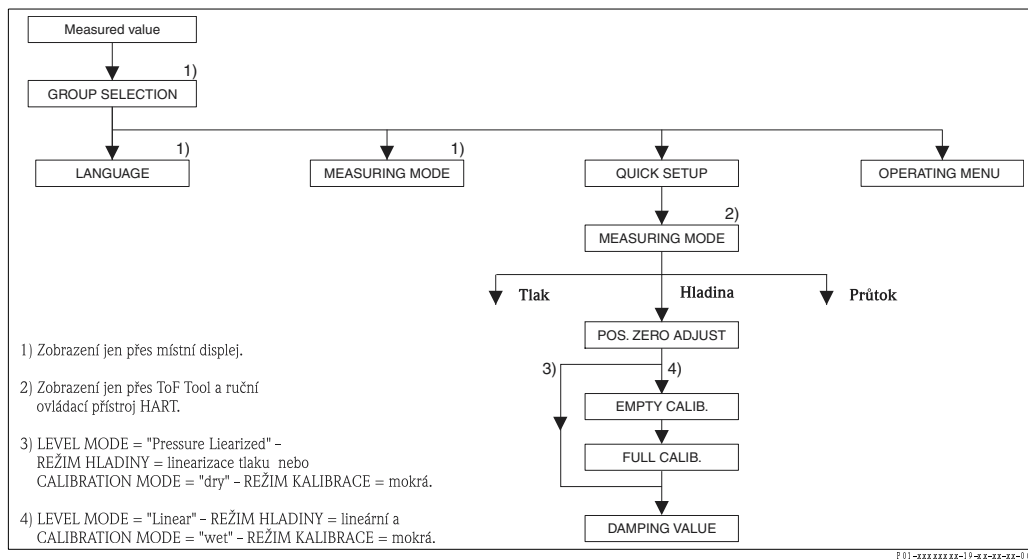 Measured value
1)
GROUP SELECTION
1) 1)
LANGUAGE MEASURING MODE QUICK SETUP OPERATING MENU
2)
MEASURING MODE
Tlak Hladina Průtok
POS. ZERO ADJUST
3) 4)
EMPTY CALIB.
FULL CALIB.
DAMPING VALUE
1) Zobrazení jen přes místní displej.
2) Zobrazení jen přes ToF Tool a ruční
ovládací přístroj HART.
3) LEVEL MODE = "Pressure Liearized" –
REŽIM HLADINY = linearizace tlaku nebo
CALIBRATION MODE = "dry" – REŽIM KALIBRACE = mokrá.
4) LEVEL MODE = "Linear" – REŽIM HLADINY = lineární a
CALIBRATION MODE = "wet" – REŽIM KALIBRACE = mokrá.